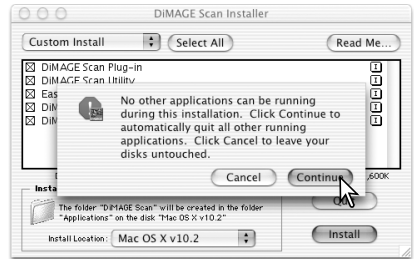 DiMAGE Scan Installer
Custom Install
Select All
Read Me...
DiMAGE Scan Plug-in
DiMAGE Scan Utility
No other applications can be running
during this installation. Click Continue to
automatically quit all other running
applications. Click Cancel to leave your
disks untouched.
Cancel
Continue
,600K
The folder "DiMAGE Scan" will be created in the folder
"Applications" on the disk "Mac OS X v10.2"
Install Location:
Mac OS X v10.2
Install